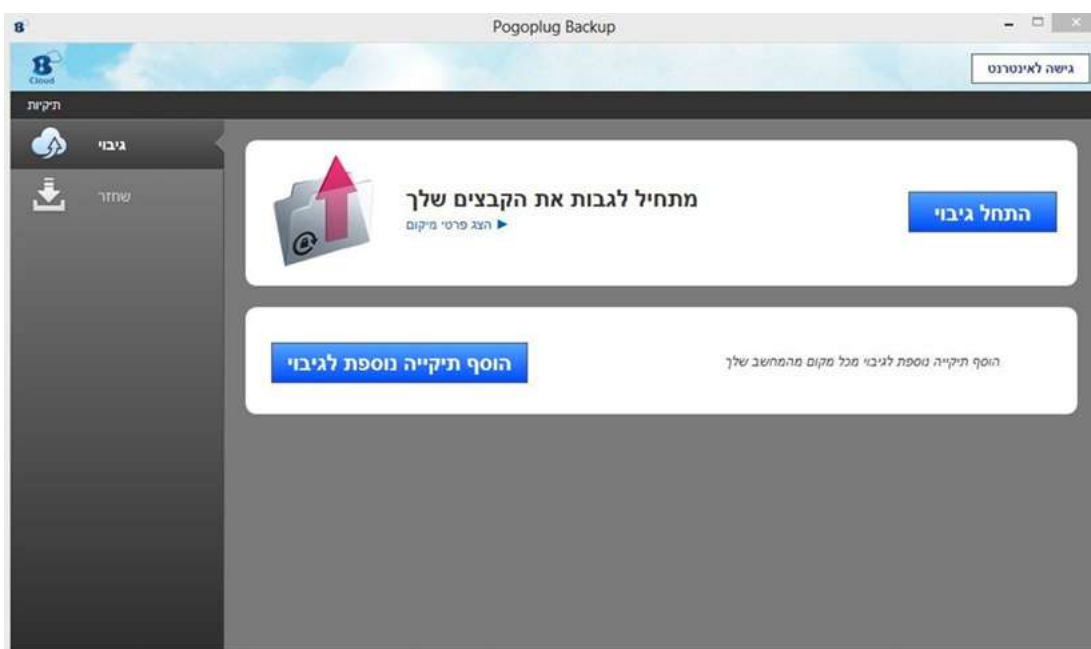 Pogoplug Backup
Cloud
גישה לאינטרנט
תיקיות
גיבוי
שחזר
מתחיל לגבות את הקבצים שלך
הצג פרטי מיקום
התחל גיבוי
הוסף תיקייה נוספת לגיבוי
הוסף תיקייה נוספת לגיבוי מכל מקום מהמחשב שלך